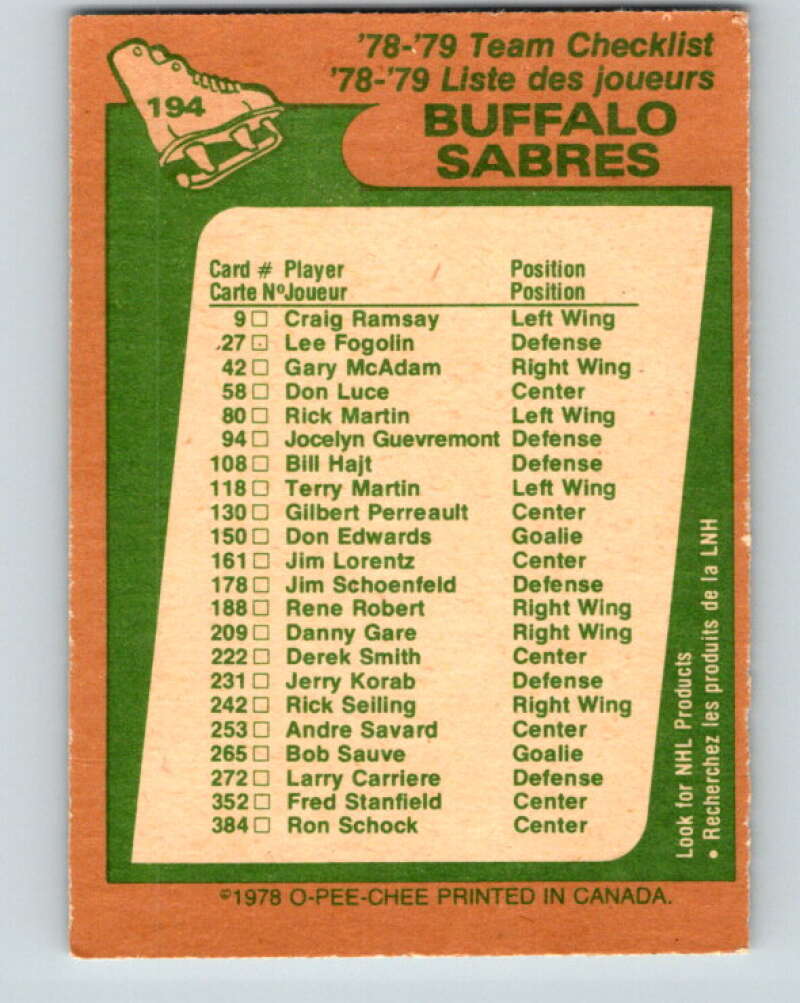 '78-'79 Team Checklist
'78-'79 Liste des joueurs
194
BUFFALO
SABRES
Card # Player Position
Carte Nº Joueur Position
9 □ Craig Ramsay Left Wing
27 □ Lee Fogolin Defense
42 □ Gary McAdam Right Wing
58 □ Don Luce Center
80 □ Rick Martin Left Wing
94 □ Jocelyn Guevremont Defense
108 □ Bill Hajt Defense
118 □ Terry Martin Left Wing
130 □ Gilbert Perreault Center
150 □ Don Edwards Goalie
161 □ Jim Lorentz Center
178 □ Jim Schoenfeld Defense
188 □ Rene Robert Right Wing
209 □ Danny Gare Right Wing
222 □ Derek Smith Center
231 □ Jerry Korab Defense
242 □ Rick Seiling Right Wing
253 □ Andre Savard Center
265 □ Bob Sauve Goalie
272 □ Larry Carriere Defense
352 □ Fred Stanfield Center
384 □ Ron Schock Center
Look for NHL Products
• Recherchez les produits de la LNH
©1978 O-PEE-CHEE PRINTED IN CANADA.